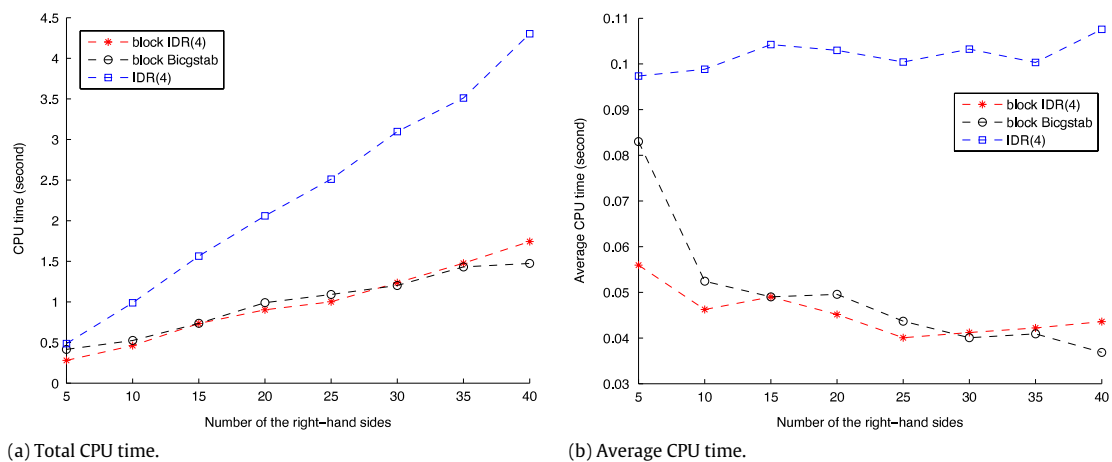 4.5
4
3.5
3
2.5
2
1.5
1
0.5
0
CPU time (second)
block IDR(4)
block Bicgstab
IDR(4)
5 10 15 20 25 30 35 40
Number of the right-hand sides
(a) Total CPU time.
0.11
0.1
0.09
0.08
0.07
0.06
0.05
0.04
0.03
Average CPU time (second)
block IDR(4)
block Bicgstab
IDR(4)
5 10 15 20 25 30 35 40
Number of the right-hand sides
(b) Average CPU time.